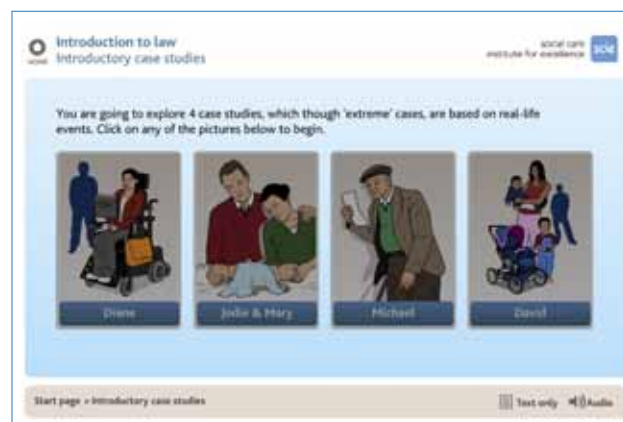 Introduction to law
Introductory case studies
HOME
social care
institute for excellence
scie
You are going to explore 4 case studies, which though 'extreme' cases, are based on real-life
events. Click on any of the pictures below to begin.
Diane
Jodie & Mary
Michael
David
Start page > Introductory case studies
Text only
Audio